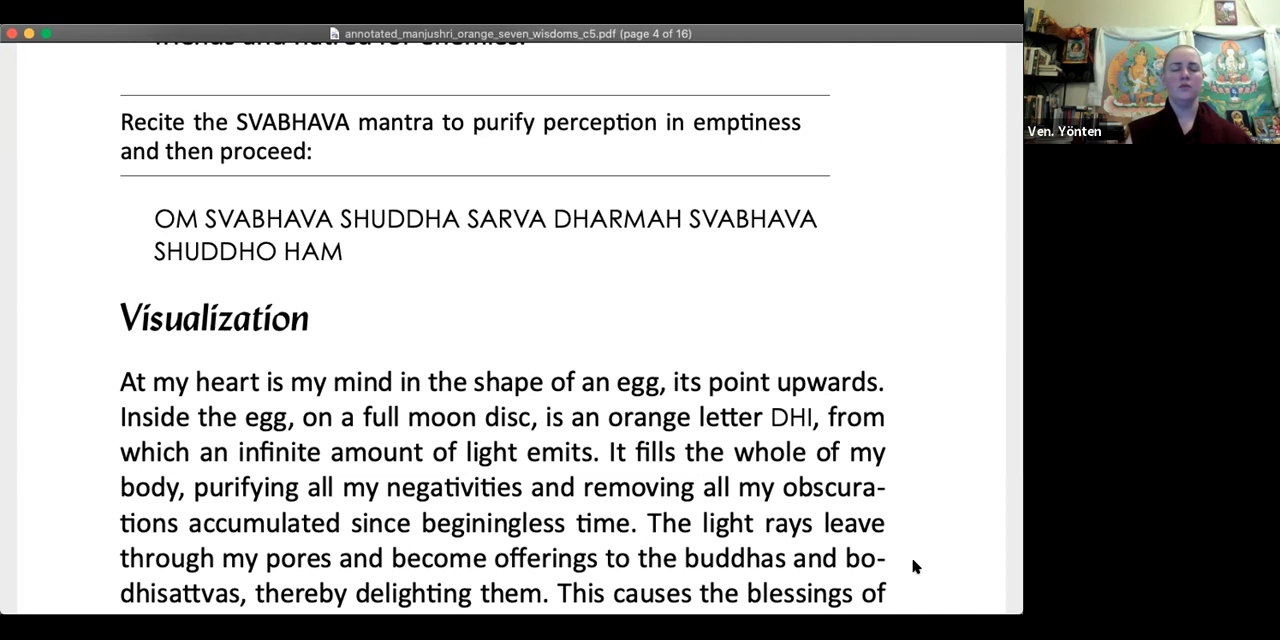 annotated_manjushri_orange_seven_wisdoms_c5.pdf (page 4 of 16)
friends and hatred for enemies.
Recite the SVABHAVA mantra to purify perception in emptiness
and then proceed:
OM SVABHAVA SHUDDHA SARVA DHARMAH SVABHAVA
SHUDDHO HAM
Visualization
At my heart is my mind in the shape of an egg, its point upwards.
Inside the egg, on a full moon disc, is an orange letter DHI, from
which an infinite amount of light emits. It fills the whole of my
body, purifying all my negativities and removing all my obscura-
tions accumulated since beginingless time. The light rays leave
through my pores and become offerings to the buddhas and bo-
dhisattvas, thereby delighting them. This causes the blessings of
Ven. Yönten